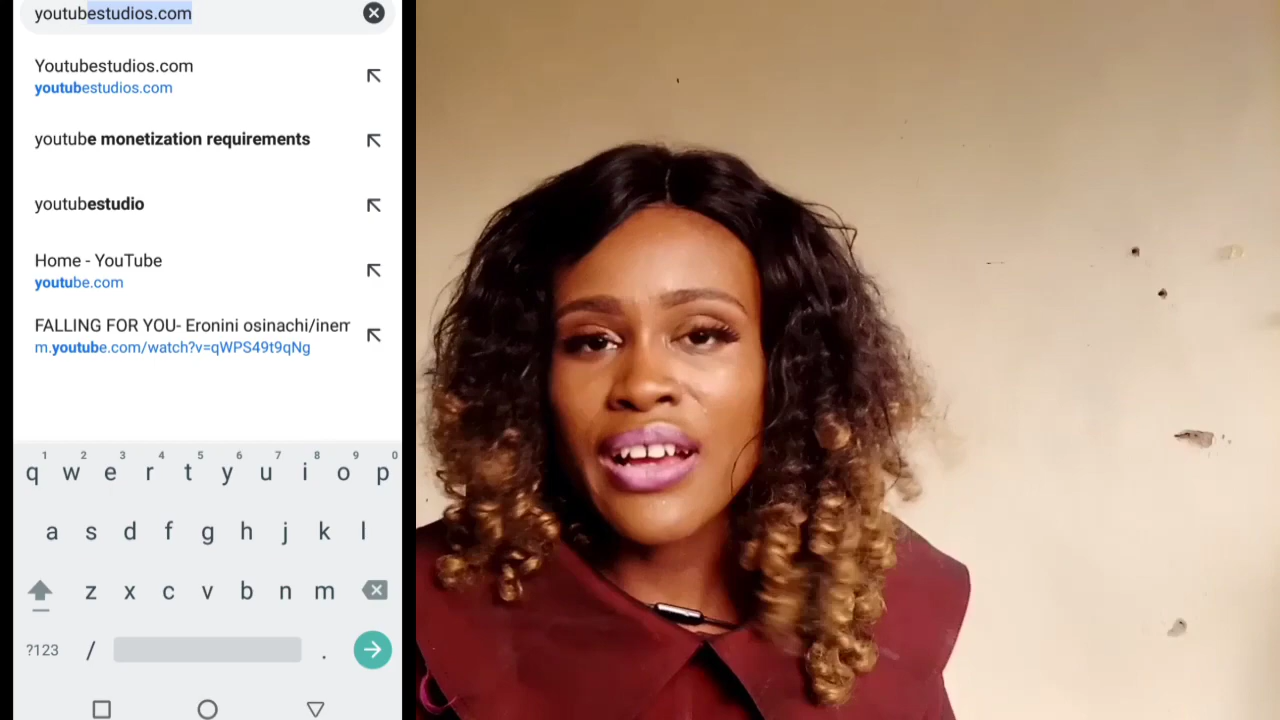 youtubestudios.com
Youtubestudios.com
youtubestudios.com
youtube monetization requirements
youtubestudio
Home - YouTube
youtube.com
FALLING FOR YOU- Eronini osinachi/inem
m.youtube.com/watch?v=qWPS49t9qNg
1 2 3 4 5 6 7 8 9 0
q w e r t y u i o p
a s d f g h j k l
z x c v b n m
?123 / .